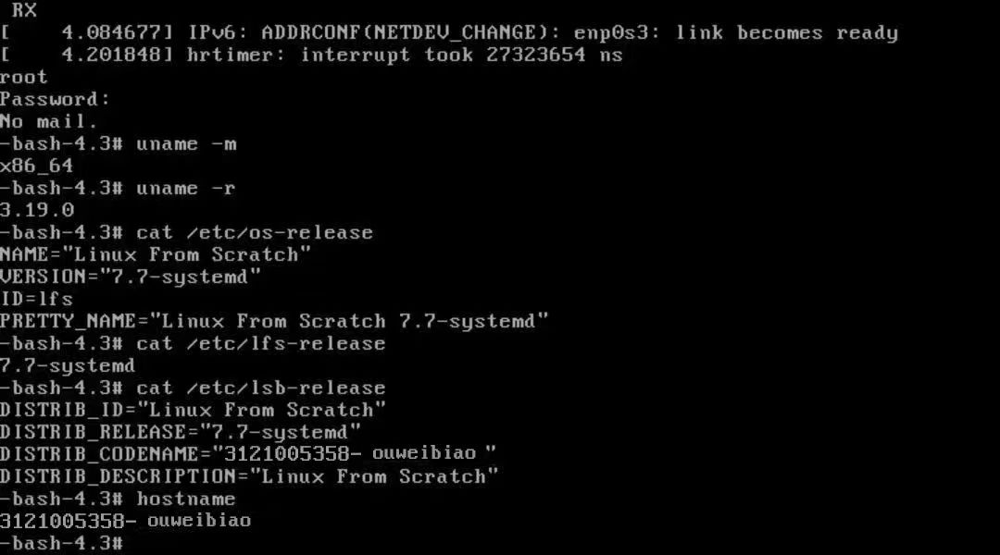 RX
[    4.084677] IPv6: ADDRCONF(NETDEV_CHANGE): enp0s3: link becomes ready
[    4.201848] hrtimer: interrupt took 27323654 ns
root
Password:
No mail.
-bash-4.3# uname -m
x86_64
-bash-4.3# uname -r
3.19.0
-bash-4.3# cat /etc/os-release
NAME="Linux From Scratch"
VERSION="7.7-systemd"
ID=lfs
PRETTY_NAME="Linux From Scratch 7.7-systemd"
-bash-4.3# cat /etc/lfs-release
7.7-systemd
-bash-4.3# cat /etc/lsb-release
DISTRIB_ID="Linux From Scratch"
DISTRIB_RELEASE="7.7-systemd"
DISTRIB_CODENAME="3121005358- ouweibiao "
DISTRIB_DESCRIPTION="Linux From Scratch"
-bash-4.3# hostname
3121005358- ouweibiao
-bash-4.3#